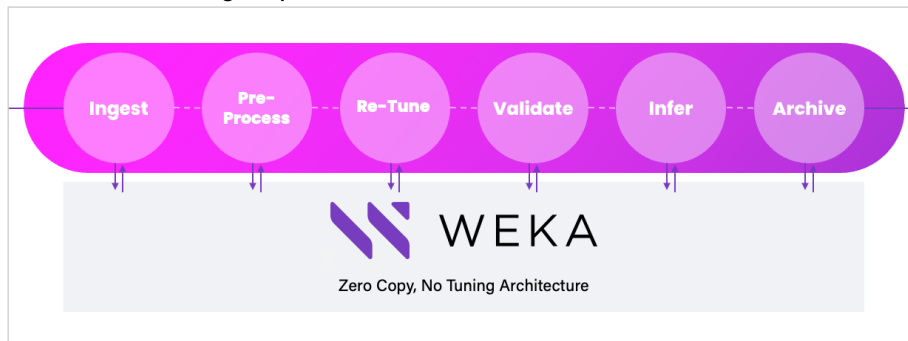 Ingest
Pre-
Process
Re-Tune
Validate
Infer
Archive
WEKA
Zero Copy, No Tuning Architecture